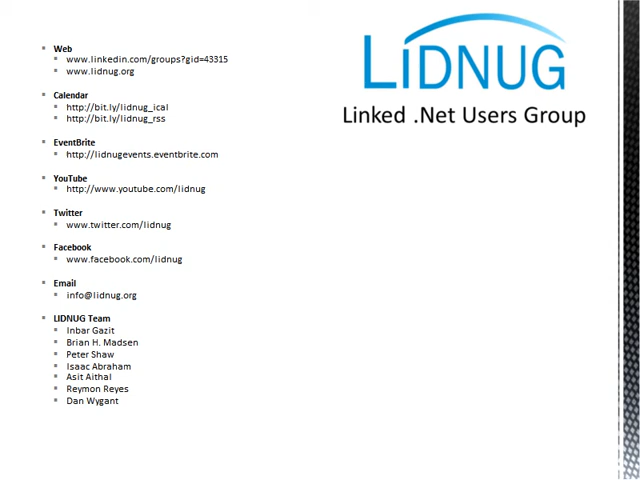 Web
www.linkedin.com/groups?gid=43315
www.lidnug.org
Calendar
http://bit.ly/lidnug_ical
http://bit.ly/lidnug_rss
EventBrite
http://lidnugevents.eventbrite.com
YouTube
http://www.youtube.com/lidnug
Twitter
www.twitter.com/lidnug
Facebook
www.facebook.com/lidnug
Email
info@lidnug.org
LIDNUG Team
Inbar Gazit
Brian H. Madsen
Peter Shaw
Isaac Abraham
Asit Aithal
Reymon Reyes
Dan Wygant
LIDNUG
Linked .Net Users Group